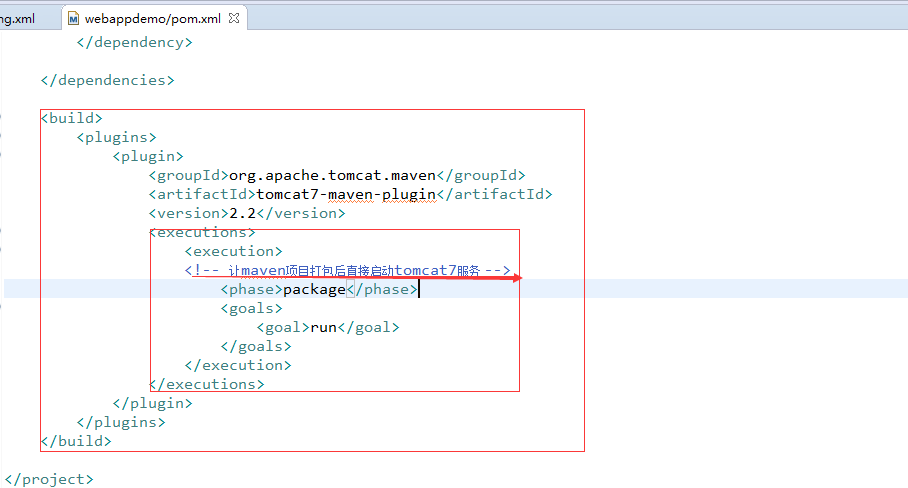 ng.xml
webappdemo/pom.xml
</dependency>
</dependencies>
<build>
<plugins>
<plugin>
<groupId>org.apache.tomcat.maven</groupId>
<artifactId>tomcat7-maven-plugin</artifactId>
<version>2.2</version>
<executions>
<execution>
<!-- 让maven项目打包后直接启动tomcat7服务 -->
<phase>package</phase>
<goals>
<goal>run</goal>
</goals>
</execution>
</executions>
</plugin>
</plugins>
</build>
</project>